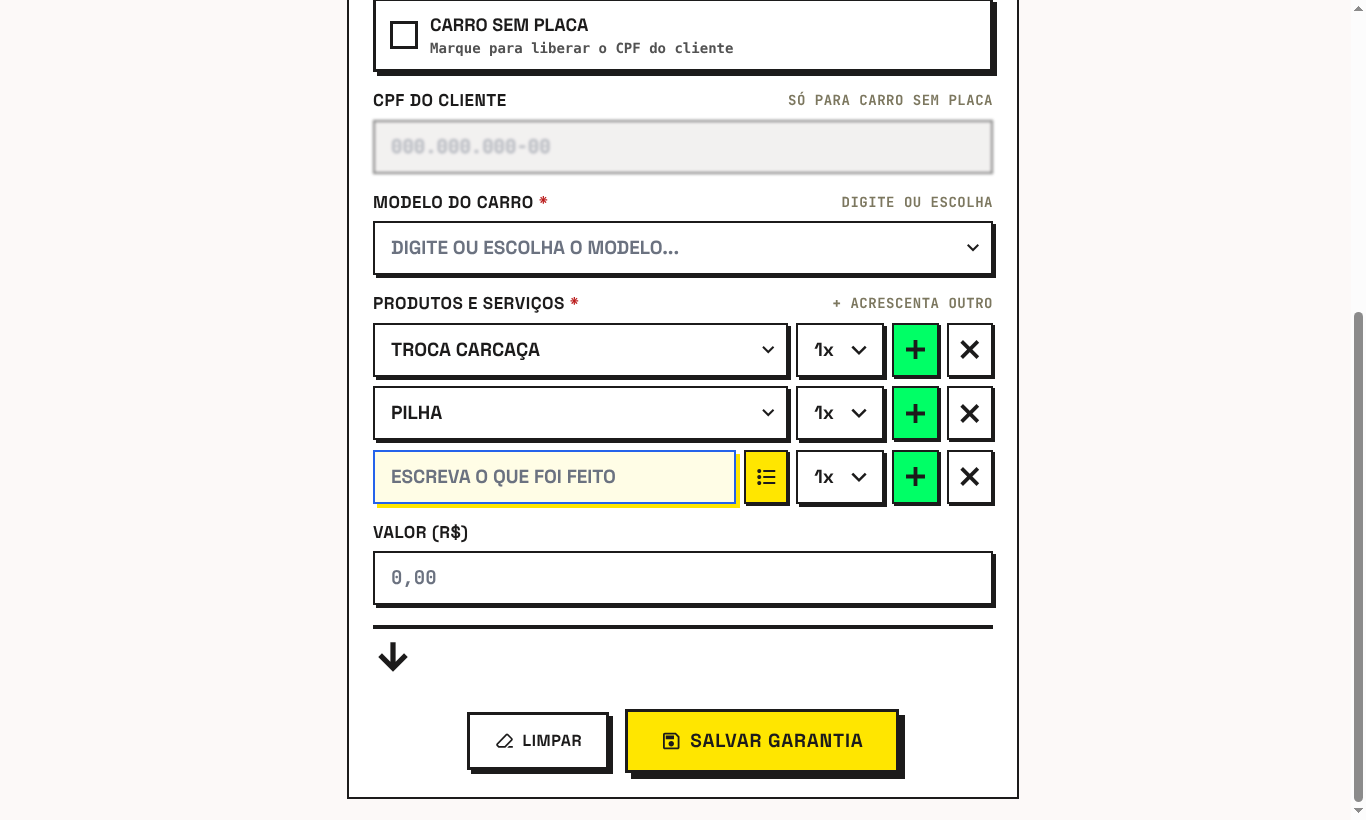 CARRO SEM PLACA
Marque para liberar o CPF do cliente
CPF DO CLIENTE SÓ PARA CARRO SEM PLACA
000.000.000-00
MODELO DO CARRO * DIGITE OU ESCOLHA
DIGITE OU ESCOLHA O MODELO...
PRODUTOS E SERVIÇOS * + ACRESCENTA OUTRO
TROCA CARCAÇA 1x
PILHA 1x
ESCREVA O QUE FOI FEITO 1x
VALOR (R$)
0,00
LIMPAR SALVAR GARANTIA